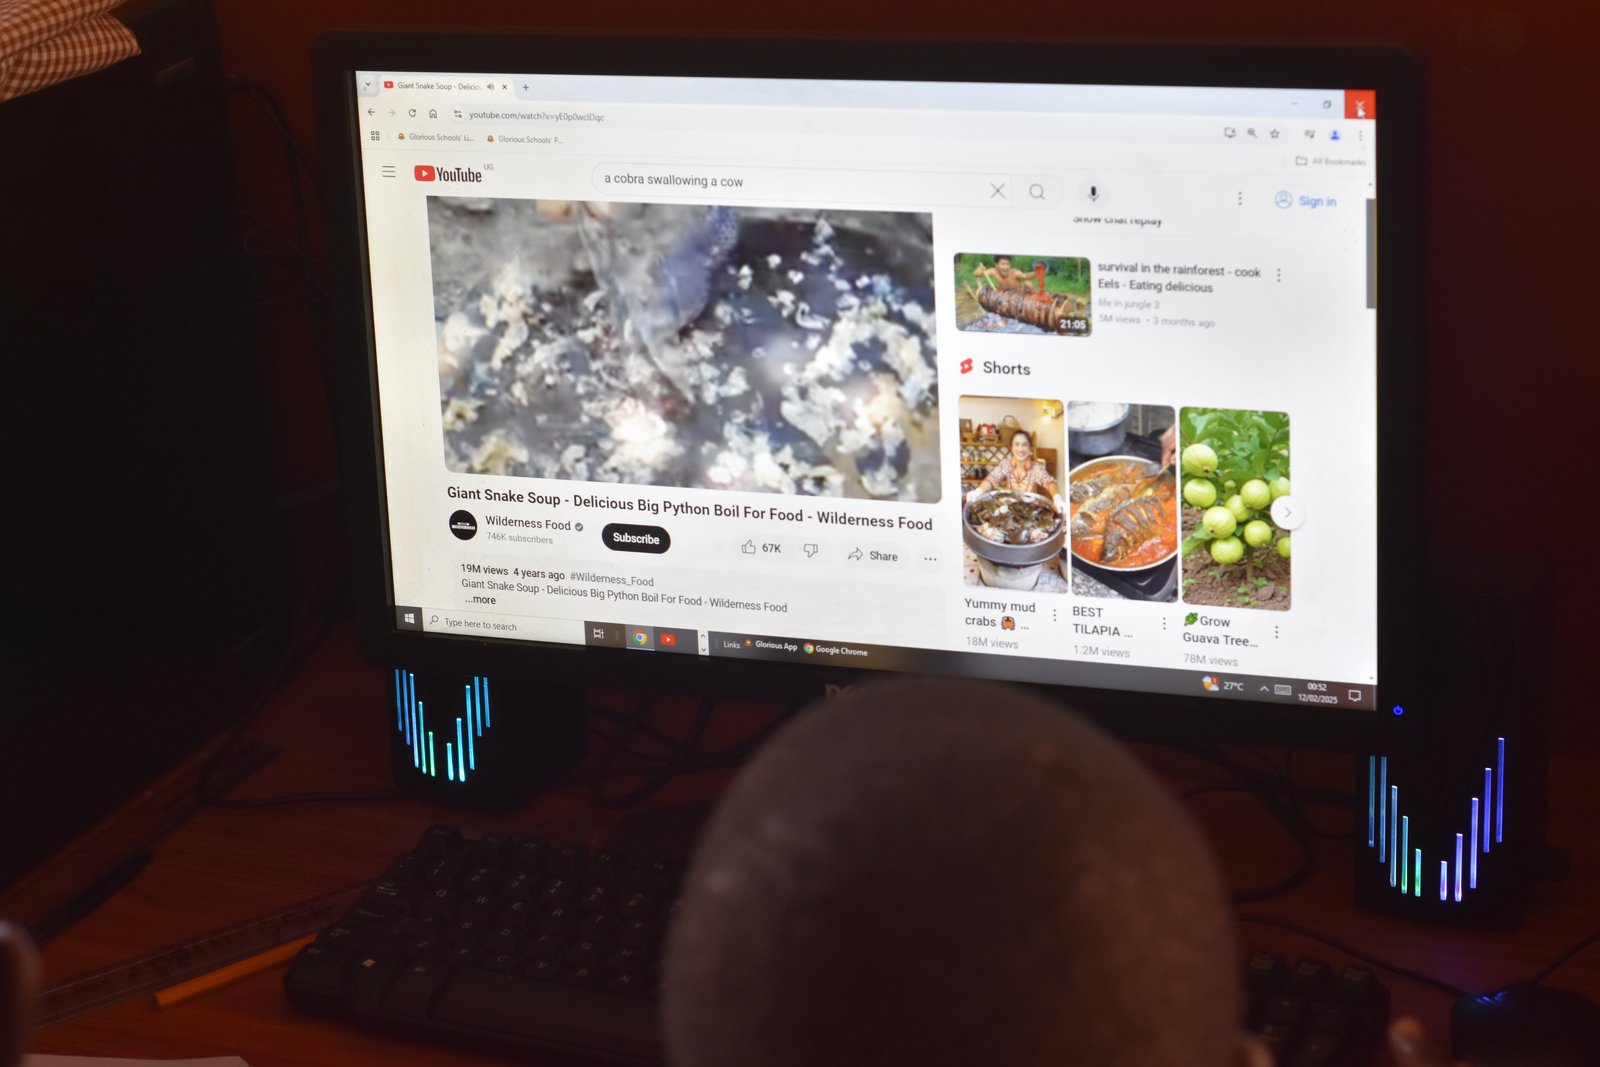 Giant Snake Soup - Delicio
youtube.com/watch?v=yE0p0wclDqc
Glorious Schools' Li...
Glorious Schools' P...
All Bookmarks
YouTube
UG
a cobra swallowing a cow
Sign in
Show chat replay
survival in the rainforest - cook
Eels - Eating delicious
life in jungle 3
5M views • 3 months ago
21:05
Shorts
Giant Snake Soup - Delicious Big Python Boil For Food - Wilderness Food
Wilderness Food
746K subscribers
Subscribe
67K
Share
19M views 4 years ago #Wilderness_Food
Giant Snake Soup - Delicious Big Python Boil For Food - Wilderness Food
...more
Yummy mud
crabs 🦀 ...
18M views
BEST
TILAPIA ...
1.2M views
Grow
Guava Tree...
78M views
Type here to search
Links
Glorious App
Google Chrome
27°C
00:52
12/02/2025